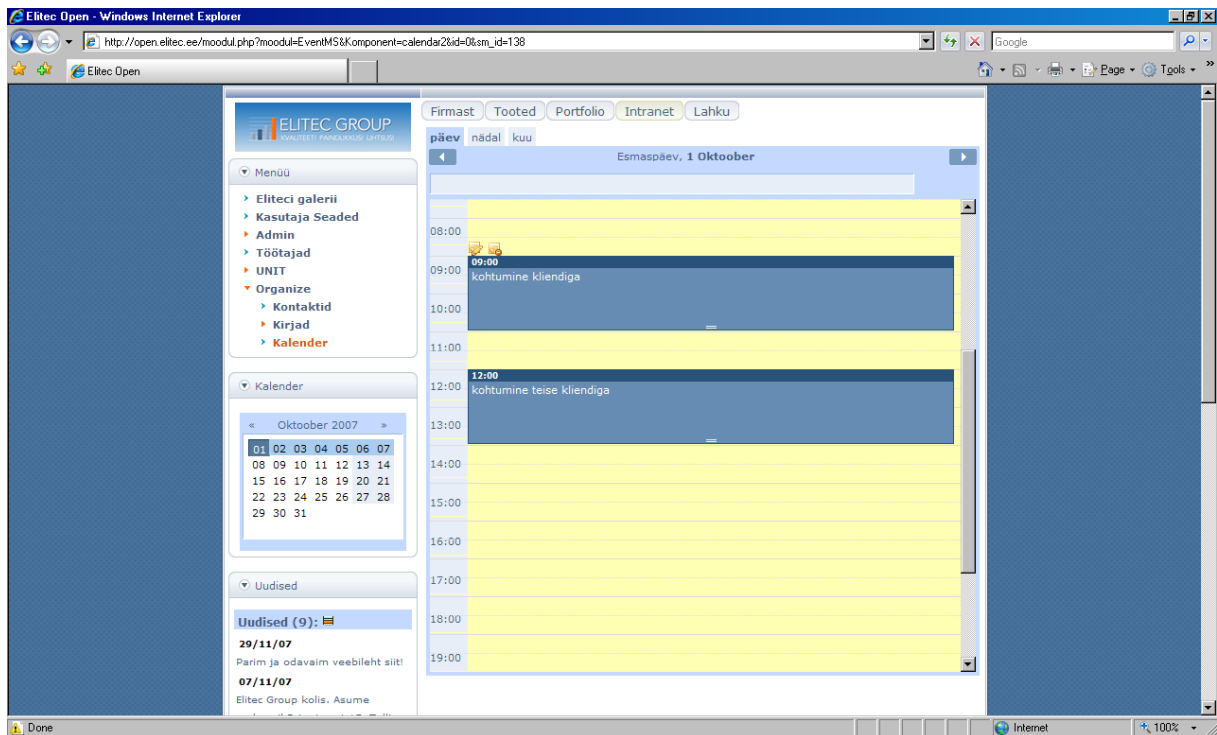 Elitec Open - Windows Internet Explorer
http://open.elitec.ee/moodul.php?moodul=EventMS&Komponent=calendar2&id=0&sm_id=138
Google
Elitec Open
Page
Tools
»
ELITEC GROUP
KVALITEETI PAINDLIKKUSI ÜHTSUSI
Firmast
Tooted
Portfolio
Intranet
Lahku
päev nädal kuu
Esmaspäev, 1 Oktoober
Menüü
Eliteci galerii
Kasutaja Seaded
Admin
Töötajad
UNIT
Organize
Kontaktid
Kirjad
Kalender
08:00
09:00
10:00
11:00
12:00
13:00
14:00
15:00
16:00
17:00
18:00
19:00
09:00
kohtumine kliendiga
12:00
kohtumine teise kliendiga
Kalender
« Oktoober 2007 »
01 02 03 04 05 06 07
08 09 10 11 12 13 14
15 16 17 18 19 20 21
22 23 24 25 26 27 28
29 30 31
Uudised
Uudised (9):
29/11/07
Parim ja odavaim veebileht siit!
07/11/07
Elitec Group kolis. Asume
Done
Internet
100%